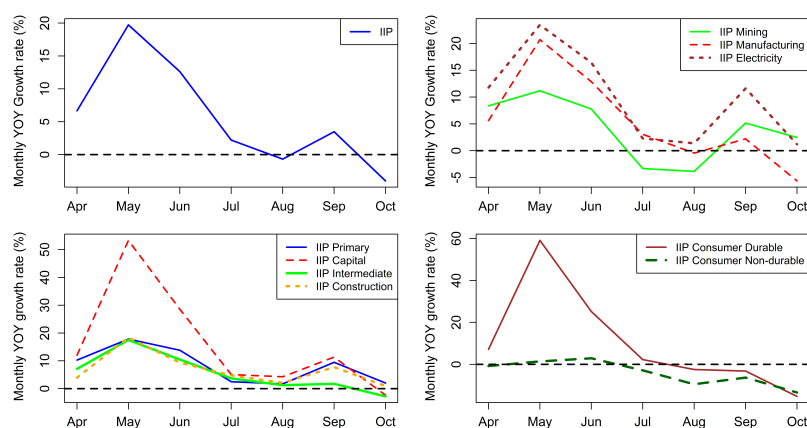 Monthly YOY Growth rate (%)
20
15
10
5
0
IIP
Apr May Jun Jul Aug Sep Oct
Monthly YOY Growth rate (%)
20
15
10
5
0
-5
IIP Mining
IIP Manufacturing
IIP Electricity
Apr May Jun Jul Aug Sep Oct
Monthly YOY growth rate (%)
50
40
30
20
10
0
IIP Primary
IIP Capital
IIP Intermediate
IIP Construction
Apr May Jun Jul Aug Sep Oct
Monthly YOY growth rate (%)
60
40
20
0
IIP Consumer Durable
IIP Consumer Non-durable
Apr May Jun Jul Aug Sep Oct